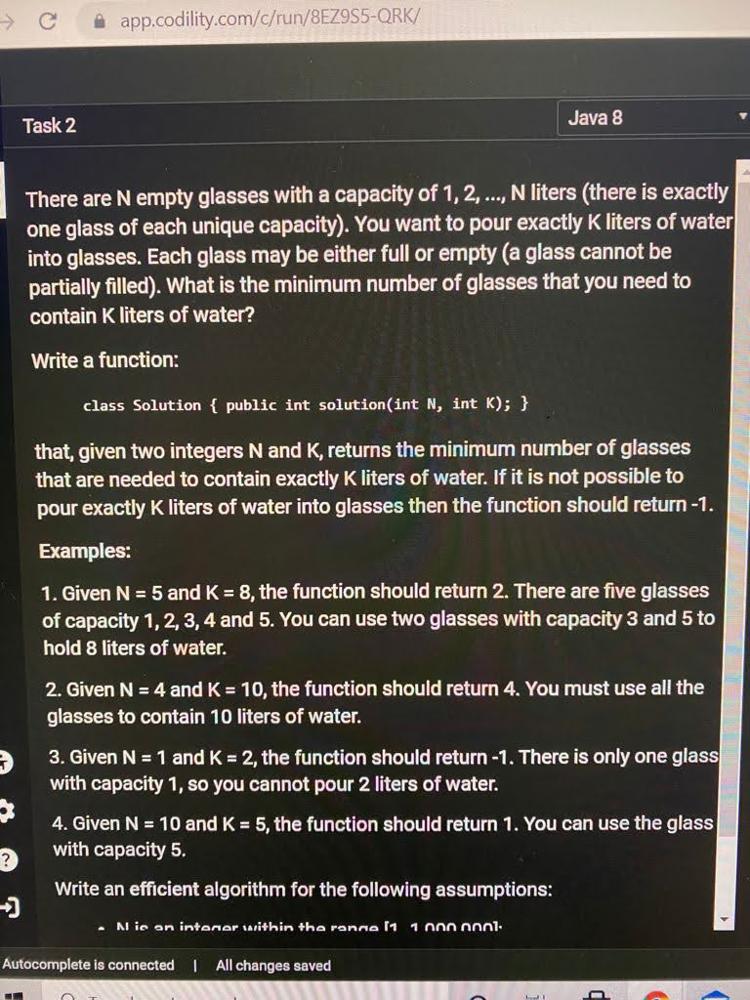 app.codility.com/c/run/8EZ9S5-QRK/
Task 2
Java 8
There are N empty glasses with a capacity of 1, 2, ..., N liters (there is exactly
one glass of each unique capacity). You want to pour exactly K liters of water
into glasses. Each glass may be either full or empty (a glass cannot be
partially filled). What is the minimum number of glasses that you need to
contain K liters of water?
Write a function:
class Solution { public int solution(int N, int K); }
that, given two integers N and K, returns the minimum number of glasses
that are needed to contain exactly K liters of water. If it is not possible to
pour exactly K liters of water into glasses then the function should return -1.
Examples:
1. Given N = 5 and K = 8, the function should return 2. There are five glasses
of capacity 1, 2, 3, 4 and 5. You can use two glasses with capacity 3 and 5 to
hold 8 liters of water.
2. Given N = 4 and K = 10, the function should return 4. You must use all the
glasses to contain 10 liters of water.
3. Given N = 1 and K = 2, the function should return -1. There is only one glass
with capacity 1, so you cannot pour 2 liters of water.
4. Given N = 10 and K = 5, the function should return 1. You can use the glass
with capacity 5.
Write an efficient algorithm for the following assumptions:
• N is an integer within the range [1..1,000,000];
Autocomplete is connected | All changes saved